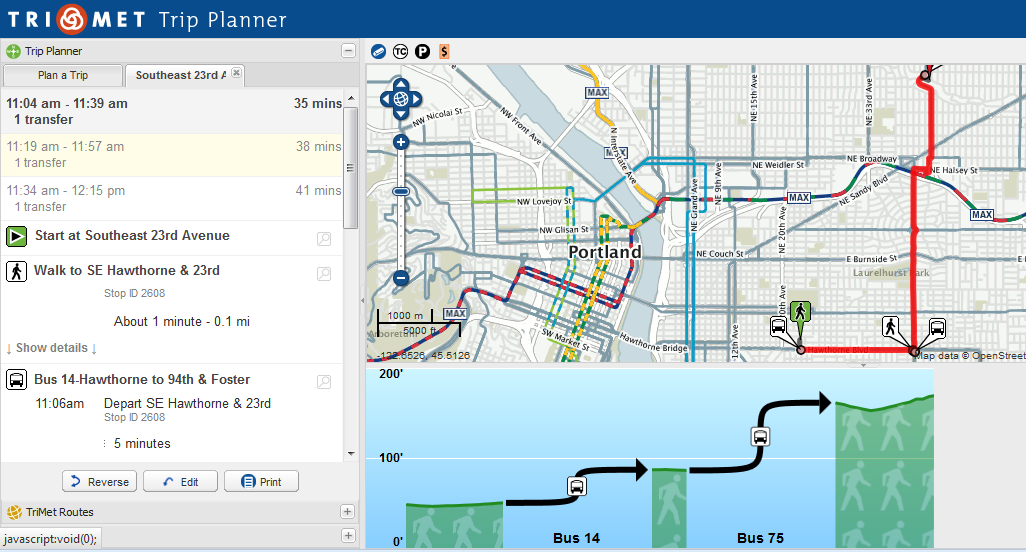 TRI MET Trip Planner
Trip Planner
Plan a Trip
Southeast 23rd A
11:04 am - 11:39 am 35 mins
1 transfer
11:19 am - 11:57 am 38 mins
1 transfer
11:34 am - 12:15 pm 41 mins
1 transfer
Start at Southeast 23rd Avenue
Walk to SE Hawthorne & 23rd
Stop ID 2608
About 1 minute - 0.1 mi
↓ Show details ↓
Bus 14-Hawthorne to 94th & Foster
11:06am Depart SE Hawthorne & 23rd
Stop ID 2608
5 minutes
Reverse
Edit
Print
TriMet Routes
javascript:void(0);
TC
P
$
MAX
NW Nicolai St
NW Front Ave
N Interstate Ave
MAX
NE 15th Ave
NE 33rd Ave
NE Weidler St
NE Broadway
NE Halsey St
NE Sandy Blvd
NE 9th Ave
NE Grand Ave
MAX
MAX
NW Lovejoy St
NE 20th Ave
NW Glisan St
Portland
NE Couch St
E Burnside St
E B
Laurelhurst Park
MAX
1000 m
5000 ft
Arboretum
-122.6526, 45.5126
SW Market St
Hawthorne Bridge
12th Ave
0th Ave
Hawthorne Blvd
Map data © OpenStreet
200'
100'
0'
Bus 14
Bus 75